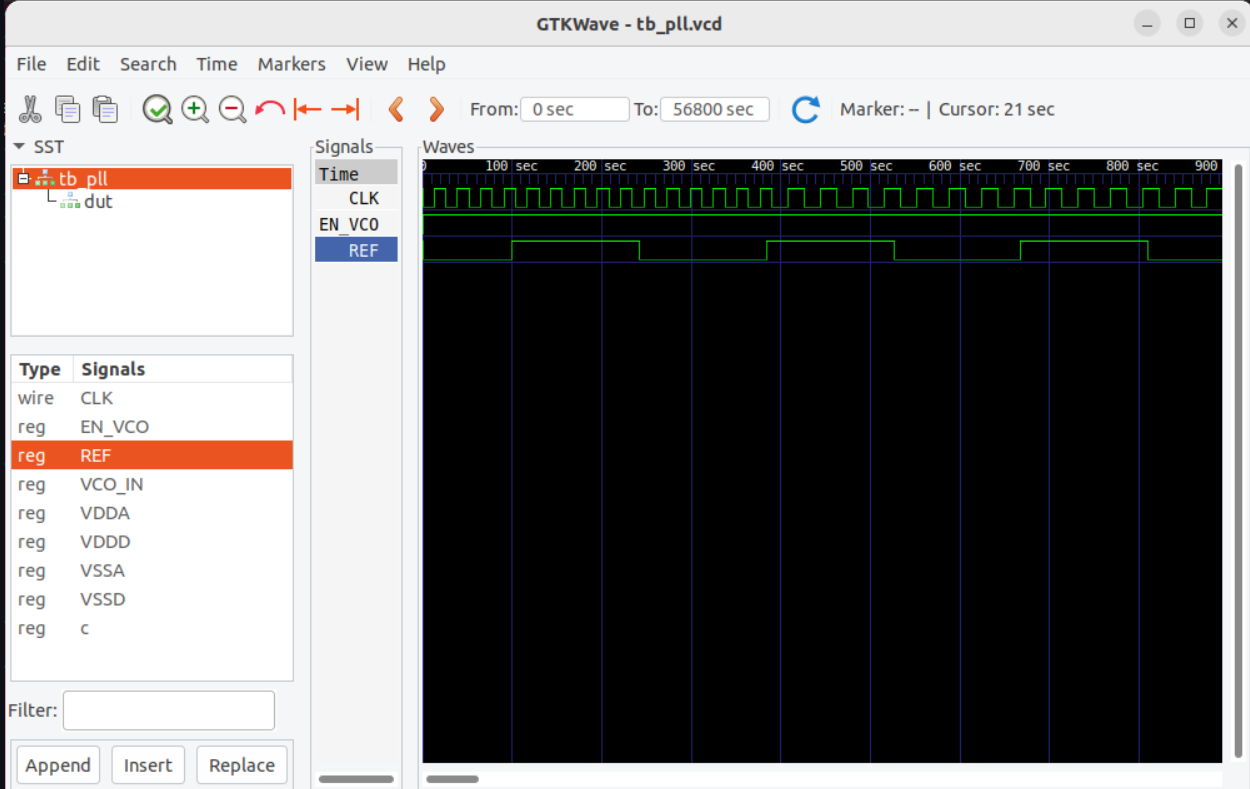 GTKWave - tb_pll.vcd
File Edit Search Time Markers View Help
From: 0 sec To: 56800 sec Marker: -- | Cursor: 21 sec
SST
tb_pll
dut
Type Signals
wire CLK
reg EN_VCO
reg REF
reg VCO_IN
reg VDDA
reg VDDD
reg VSSA
reg VSSD
reg c
Filter:
Append Insert Replace
Signals
Time
CLK
EN_VCO
REF
Waves
0 100 sec 200 sec 300 sec 400 sec 500 sec 600 sec 700 sec 800 sec 900